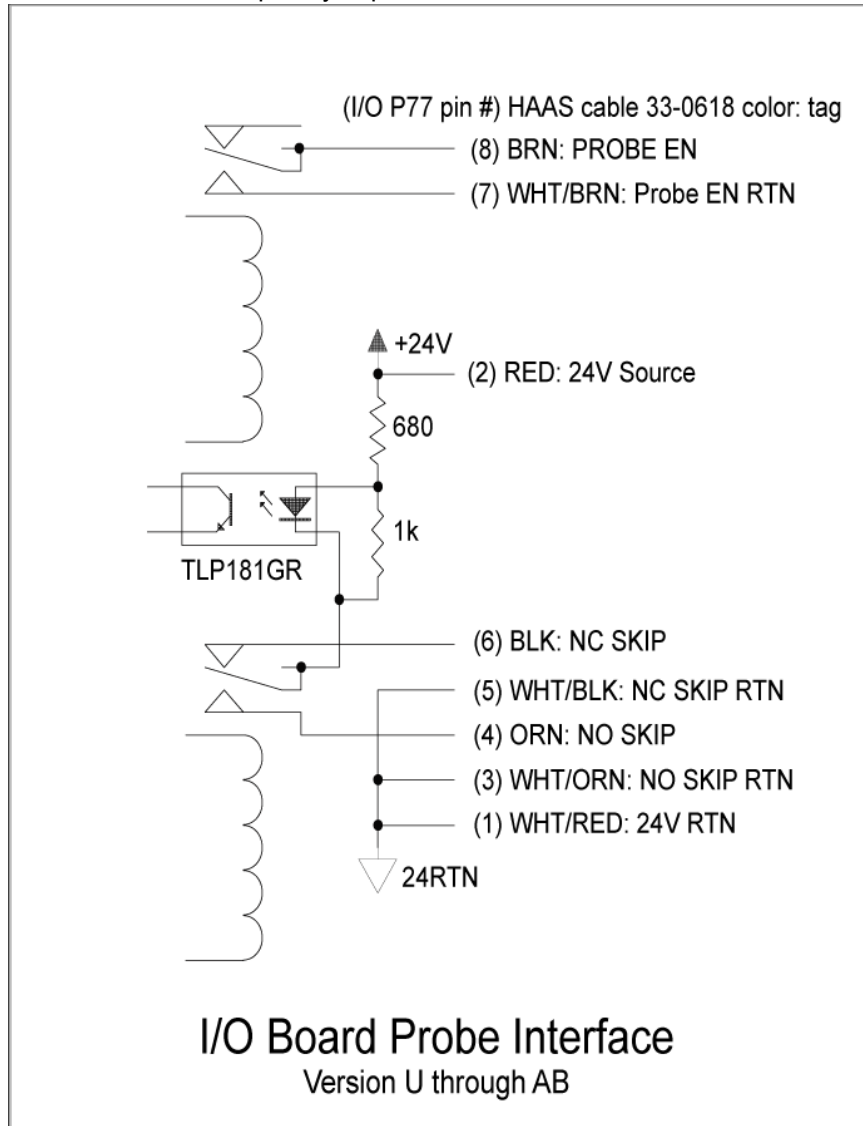 (I/O P77 pin #) HAAS cable 33-0618 color: tag
(8) BRN: PROBE EN
(7) WHT/BRN: Probe EN RTN
+24V
(2) RED: 24V Source
680
1k
TLP181GR
(6) BLK: NC SKIP
(5) WHT/BLK: NC SKIP RTN
(4) ORN: NO SKIP
(3) WHT/ORN: NO SKIP RTN
(1) WHT/RED: 24V RTN
24RTN
I/O Board Probe Interface
Version U through AB